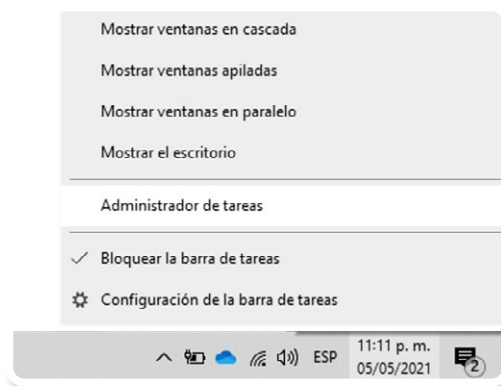 Mostrar ventanas en cascada
Mostrar ventanas apiladas
Mostrar ventanas en paralelo
Mostrar el escritorio
Administrador de tareas
Bloquear la barra de tareas
Configuración de la barra de tareas
ESP
11:11 p. m.
05/05/2021
2